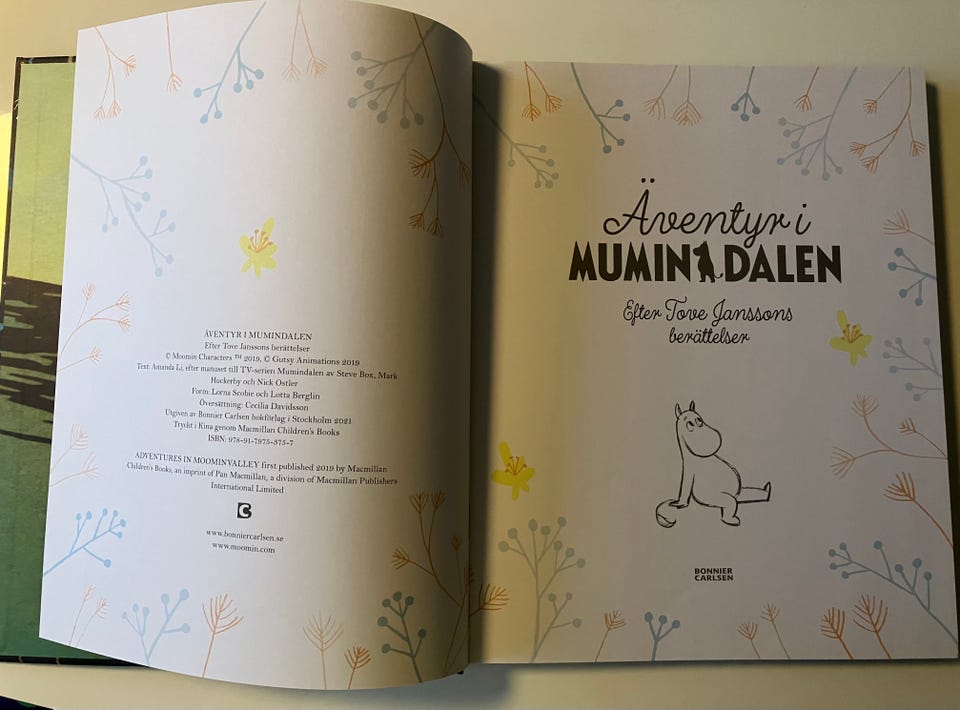 ÄVENTYR I MUMINDALEN
Efter Tove Janssons berättelser
© Moomin Characters ™ 2019, © Gutsy Animations 2019
Text: Amanda Li, efter manuset till TV-serien Mumindalen av Steve Box, Mark
Huckerby och Nick Ostler
Form: Lorna Scobie och Lotta Berglin
Översättning: Cecilia Davidsson
Utgiven av Bonnier Carlsen bokförlag i Stockholm 2021
Tryckt i Kina genom Macmillan Children's Books
ISBN: 978-91-7975-375-7
ADVENTURES IN MOOMINVALLEY first published 2019 by Macmillan
Children's Books, an imprint of Pan Macmillan, a division of Macmillan Publishers
International Limited
www.bonniercarlsen.se
www.moomin.com
Äventyr i
MUMINDALEN
Efter Tove Janssons
berättelser
BONNIER
CARLSEN